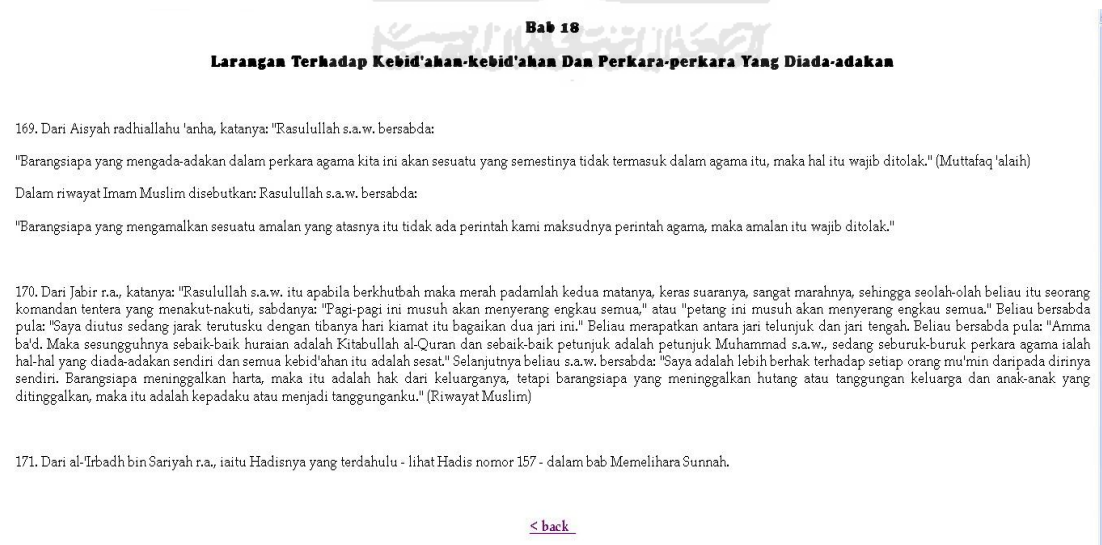 Bab 18
Larangan Terhadap Kebid'ahan-kebid'ahan Dan Perkara-perkara Yang Diada-adakan
169. Dari Aisyah radhiallahu 'anha, katanya: "Rasulullah s.a.w. bersabda:
"Barangsiapa yang mengada-adakan dalam perkara agama kita ini akan sesuatu yang semestinya tidak termasuk dalam agama itu, maka hal itu wajib ditolak." (Muttafaq 'alaih)
Dalam riwayat Imam Muslim disebutkan: Rasulullah s.a.w. bersabda:
"Barangsiapa yang mengamalkan sesuatu amalan yang atasnya itu tidak ada perintah kami maksudnya perintah agama, maka amalan itu wajib ditolak."
170. Dari Jabir r.a., katanya: "Rasulullah s.a.w. itu apabila berkhutbah maka merah padamlah kedua matanya, keras suaranya, sangat marahnya, sehingga seolah-olah beliau itu seorang
komandan tentera yang menakut-nakuti, sabdanya: "Pagi-pagi ini musuh akan menyerang engkau semua," atau "petang ini musuh akan menyerang engkau semua." Beliau bersabda
pula: "Saya diutus sedang jarak terutusku dengan tibanya hari kiamat itu bagaikan dua jari ini." Beliau merapatkan antara jari telunjuk dan jari tengah. Beliau bersabda pula: "Amma
ba'd. Maka sesungguhnya sebaik-baik huraian adalah Kitabullah al-Quran dan sebaik-baik petunjuk adalah petunjuk Muhammad s.a.w., sedang seburuk-buruk perkara agama ialah
hal-hal yang diada-adakan sendiri dan semua kebid'ahan itu adalah sesat." Selanjutnya beliau s.a.w. bersabda: "Saya adalah lebih berhak terhadap setiap orang mu'min daripada dirinya
sendiri. Barangsiapa meninggalkan harta, maka itu adalah hak dari keluarganya, tetapi barangsiapa yang meninggalkan hutang atau tanggungan keluarga dan anak-anak yang
ditinggalkan, maka itu adalah kepadaku atau menjadi tanggunganku." (Riwayat Muslim)
171. Dari al-'Irbadh bin Sariyah r.a., iaitu Hadisnya yang terdahulu - lihat Hadis nomor 157 - dalam bab Memelihara Sunnah.
< back